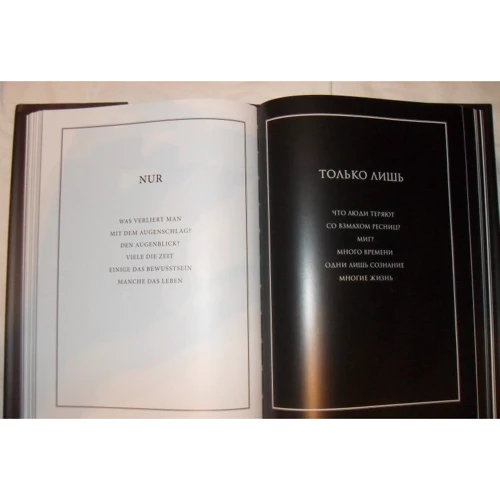 NUR
WAS VERLIERT MAN
MIT DEM AUGENSCHLAG?
DEN AUGENBLICK?
VIELE DIE ZEIT
EINIGE DAS BEWUSSTSEIN
MANCHE DAS LEBEN
ТОЛЬКО ЛИШЬ
ЧТО ЛЮДИ ТЕРЯЮТ
СО ВЗМАХОМ РЕСНИЦ?
МИГ?
МНОГО ВРЕМЕНИ
ОДНИ ЛИШЬ СОЗНАНИЕ
МНОГИЕ ЖИЗНЬ